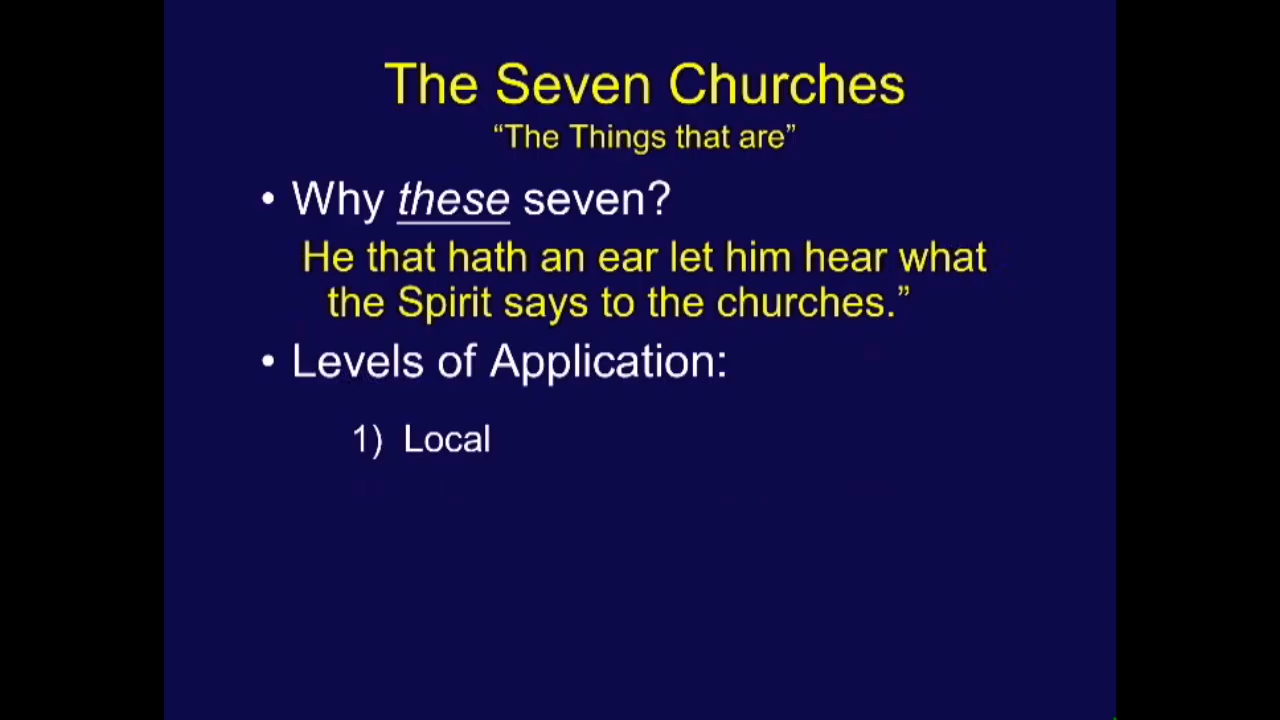 The Seven Churches
“The Things that are”
• Why these seven?
He that hath an ear let him hear what
the Spirit says to the churches.”
• Levels of Application:
1) Local